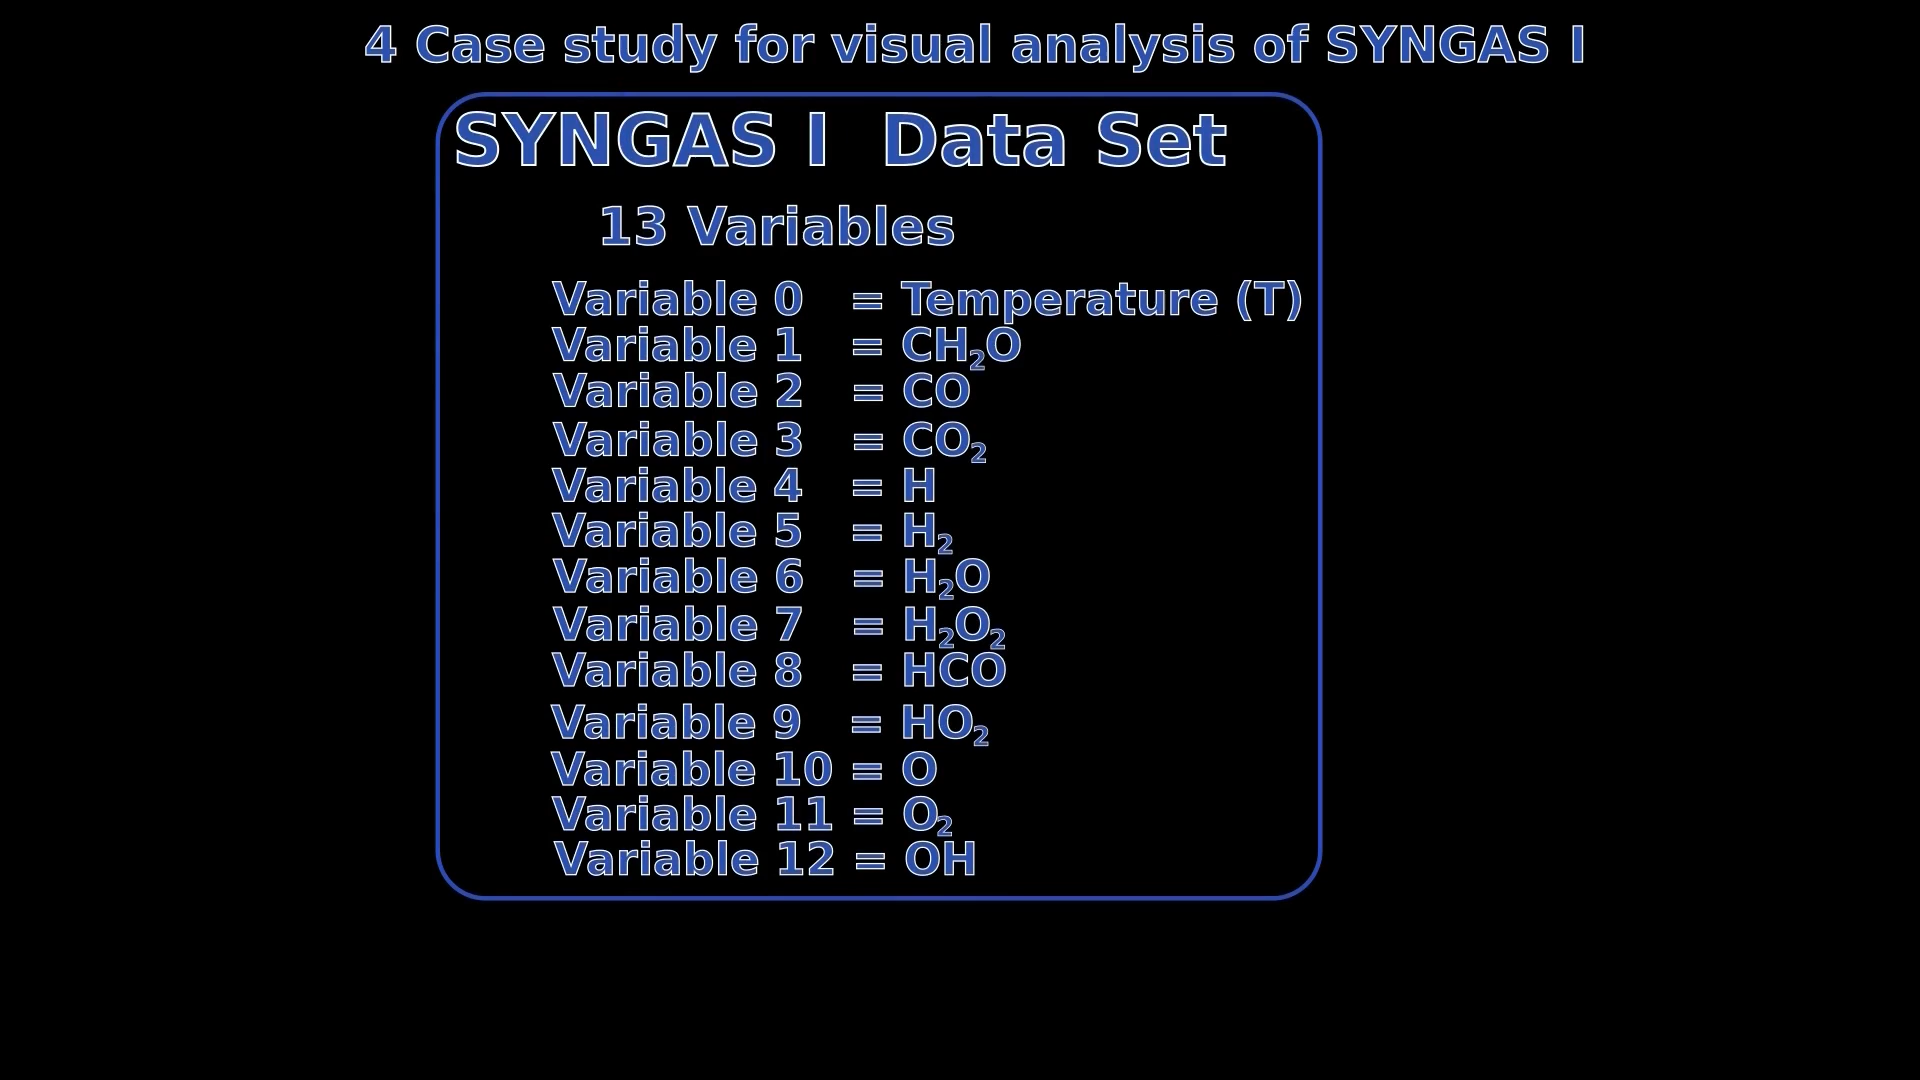 4 Case study for visual analysis of SYNGAS I
SYNGAS I Data Set
13 Variables
Variable 0 = Temperature (T)
Variable 1 = CH₂O
Variable 2 = CO
Variable 3 = CO₂
Variable 4 = H
Variable 5 = H₂
Variable 6 = H₂O
Variable 7 = H₂O₂
Variable 8 = HCO
Variable 9 = HO₂
Variable 10 = O
Variable 11 = O₂
Variable 12 = OH